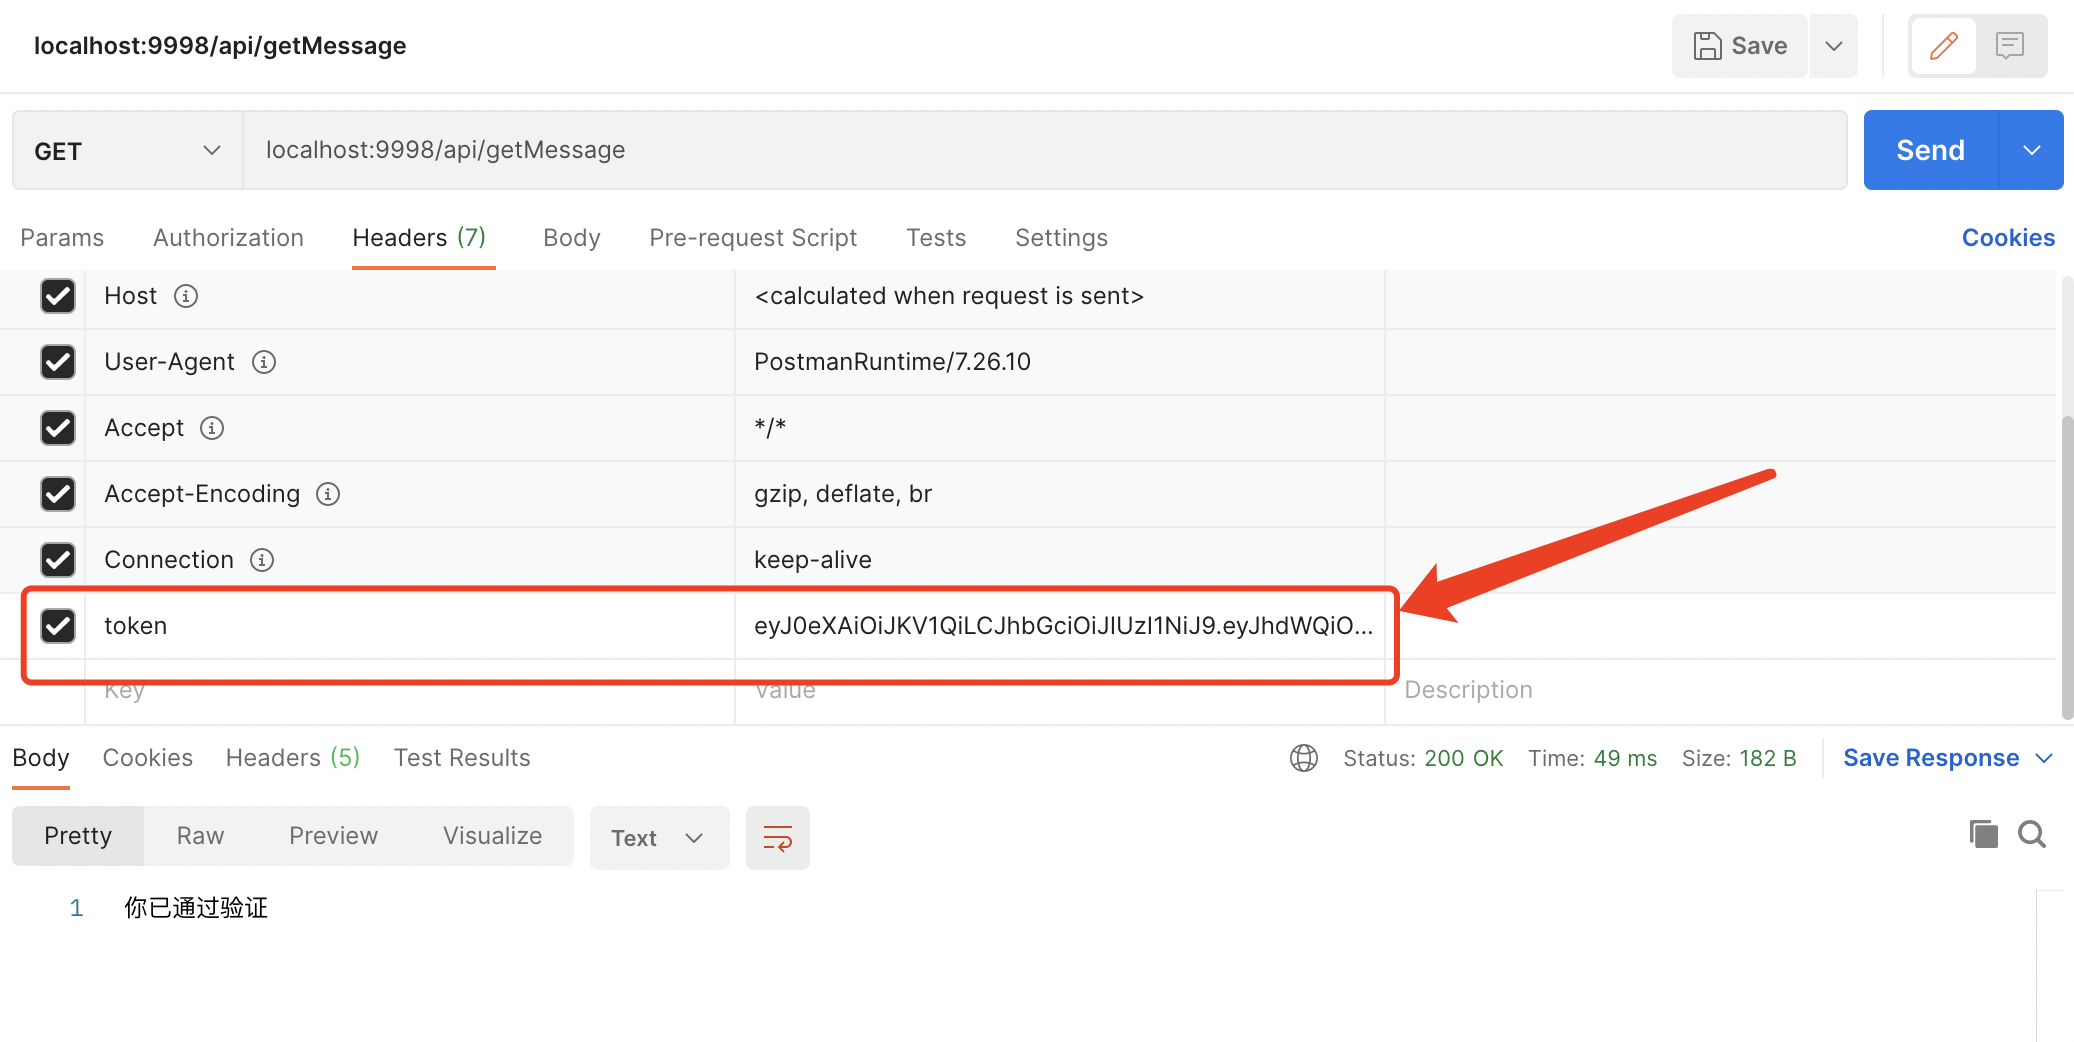 localhost:9998/api/getMessage
Save
GET
localhost:9998/api/getMessage
Send
Params Authorization Headers (7) Body Pre-request Script Tests Settings Cookies
Host <calculated when request is sent>
User-Agent PostmanRuntime/7.26.10
Accept */*
Accept-Encoding gzip, deflate, br
Connection keep-alive
token eyJ0eXAiOiJKV1QiLCJhbGciOiJIUzI1NiJ9.eyJhdWQiO...
Key Value Description
Body Cookies Headers (5) Test Results Status: 200 OK Time: 49 ms Size: 182 B Save Response
Pretty Raw Preview Visualize Text
1 你已通过验证